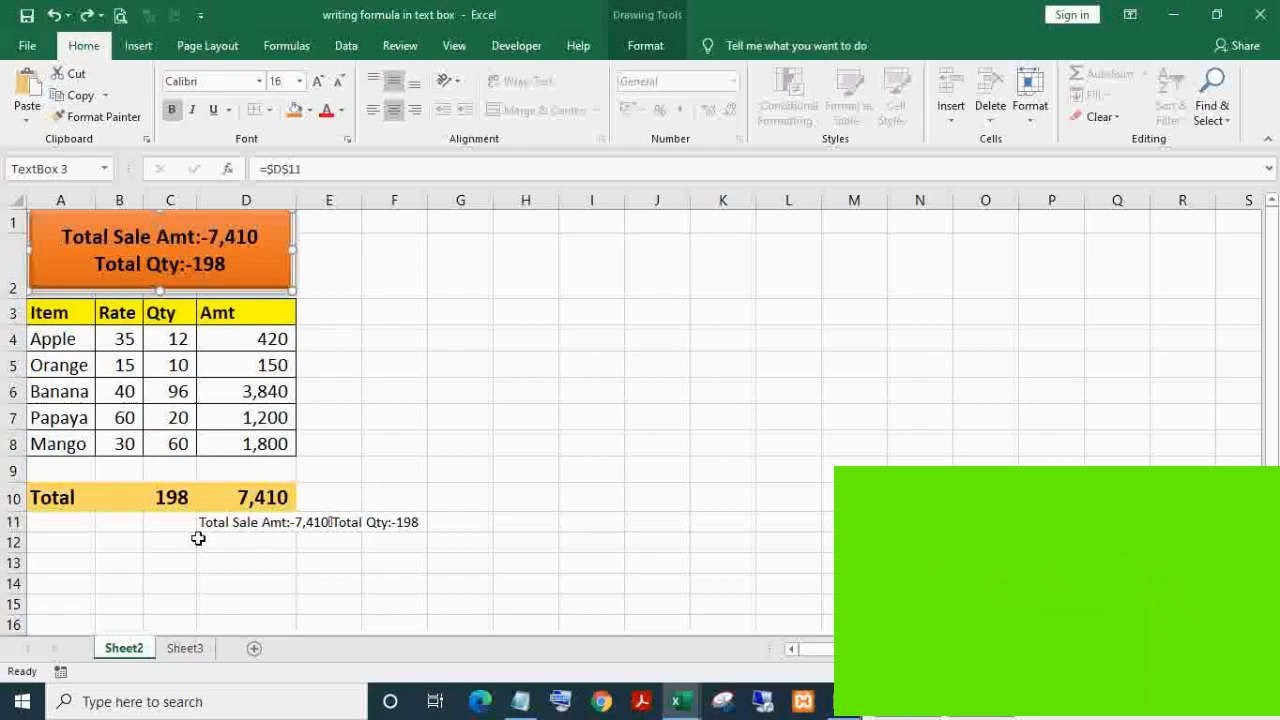 writing formula in text box - Excel
Drawing Tools
Sign in
File Home Insert Page Layout Formulas Data Review View Developer Help Format Tell me what you want to do Share
Paste
Cut
Copy
Format Painter
Clipboard
Calibri 16
B I U
Font
Wrap Text
Merge & Center
Alignment
General
Number
Conditional Formatting
Format as Table
Cell Styles
Styles
Insert Delete Format
Cells
AutoSum
Fill
Clear
Sort & Filter
Find & Select
Editing
TextBox 3 fx =$D$11
A B C D E F G H I J K L M N O P Q R S
1
Total Sale Amt:-7,410
Total Qty:-198
2
3 Item Rate Qty Amt
4 Apple 35 12 420
5 Orange 15 10 150
6 Banana 40 96 3,840
7 Papaya 60 20 1,200
8 Mango 30 60 1,800
9
10 Total 198 7,410
11 Total Sale Amt:-7,410Total Qty:-198
12
13
14
15
16
Sheet2 Sheet3
Ready
Type here to search